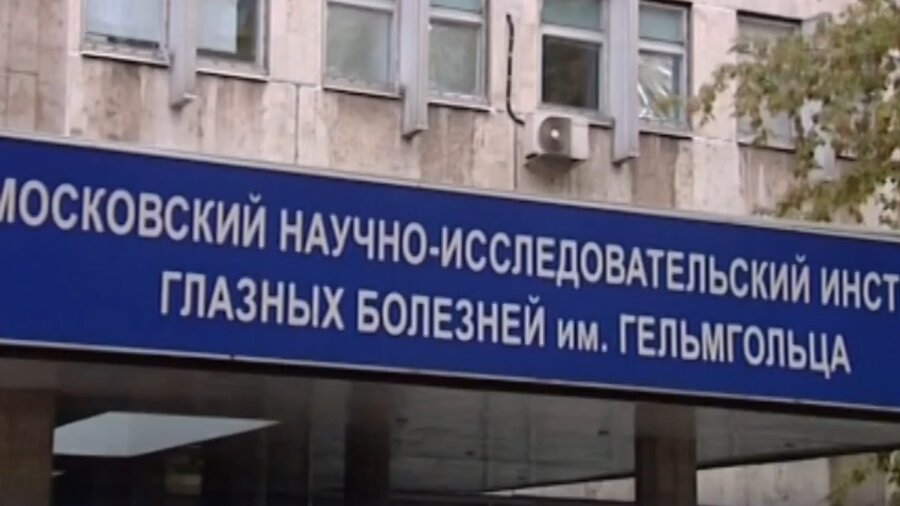 МОСКОВСКИЙ НАУЧНО-ИССЛЕДОВАТЕЛЬСКИЙ ИНСТ
ГЛАЗНЫХ БОЛЕЗНЕЙ им. ГЕЛЬМГОЛЬЦА